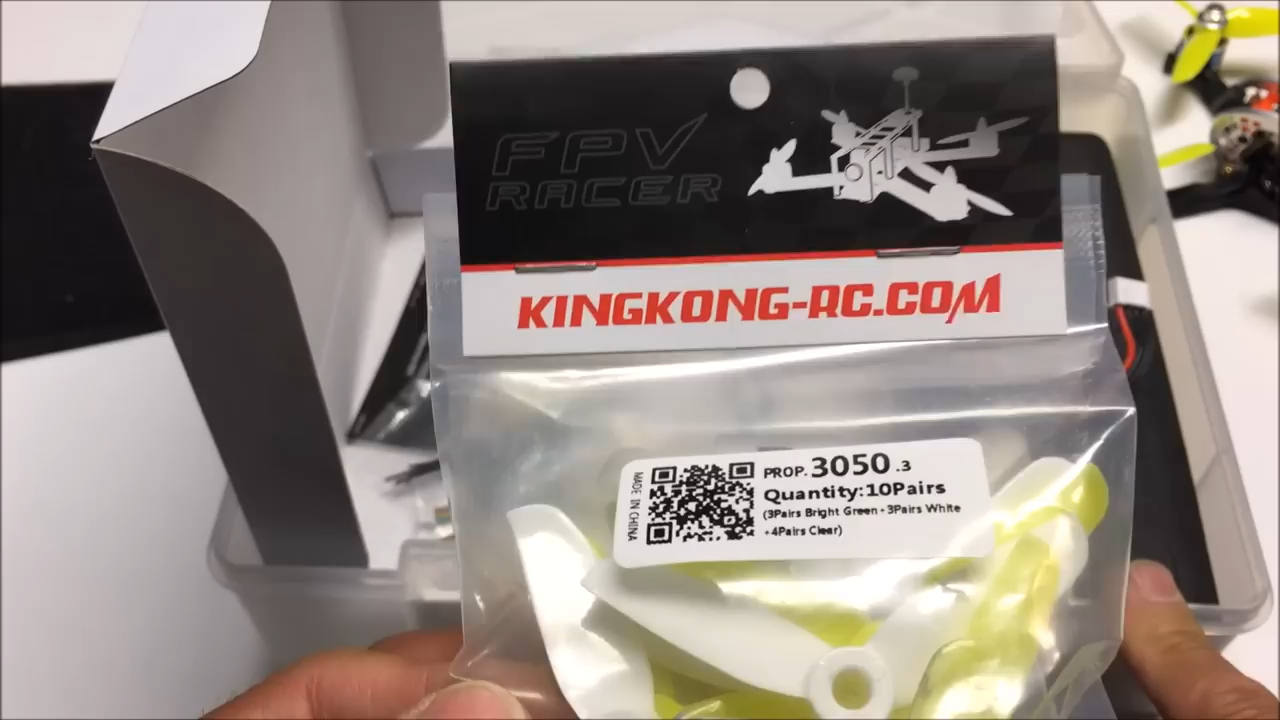 FPV
RACER
KINGKONG-RC.COM
MADE IN CHINA
PROP. 3050 .3
Quantity:10Pairs
(3Pairs Bright Green+3Pairs White
+4Pairs Clear)